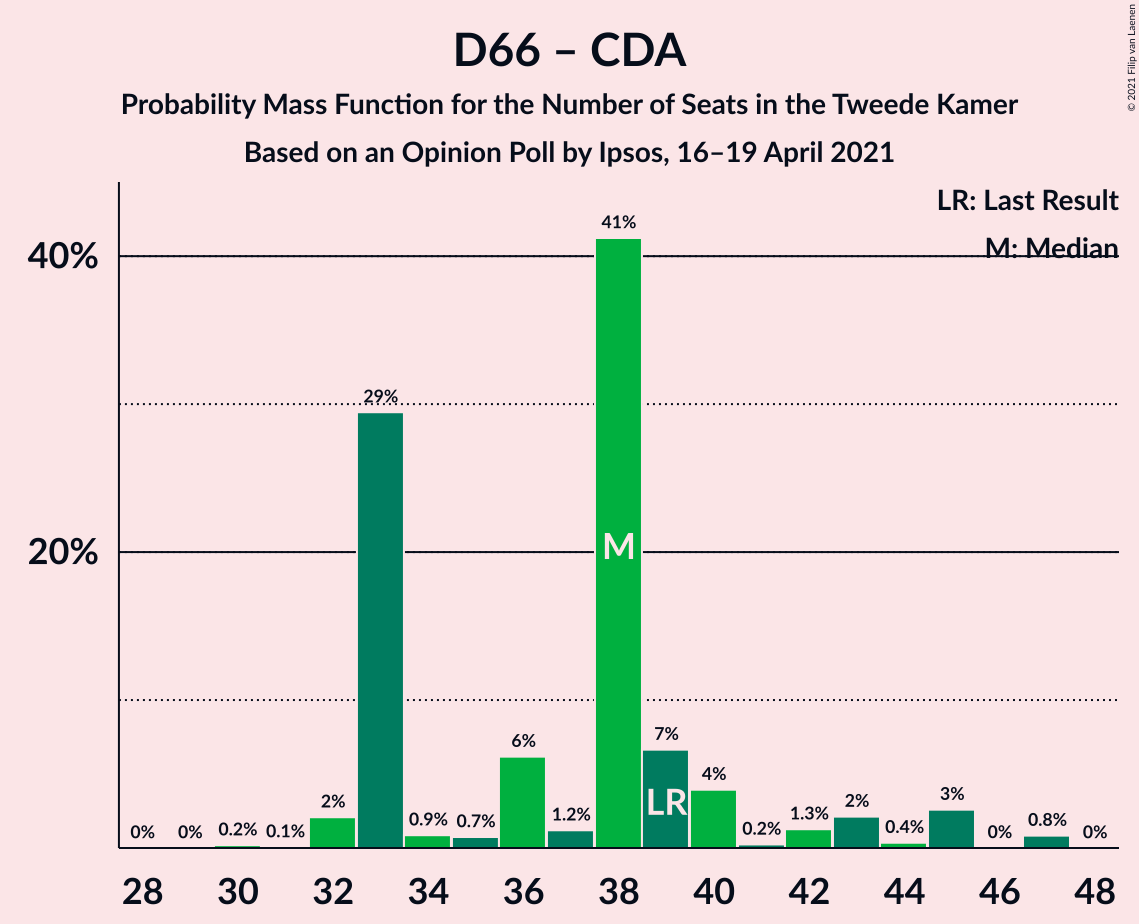 D66 – CDA
Probability Mass Function for the Number of Seats in the Tweede Kamer
Based on an Opinion Poll by Ipsos, 16–19 April 2021
© 2021 Filip van Laenen
LR: Last Result
M: Median
40%
20%
0%
0%
0.2%
0.1%
2%
29%
0.9%
0.7%
6%
1.2%
41%
7%
4%
0.2%
1.3%
2%
0.4%
3%
0%
0.8%
0%
M
LR
28 30 32 34 36 38 40 42 44 46 48